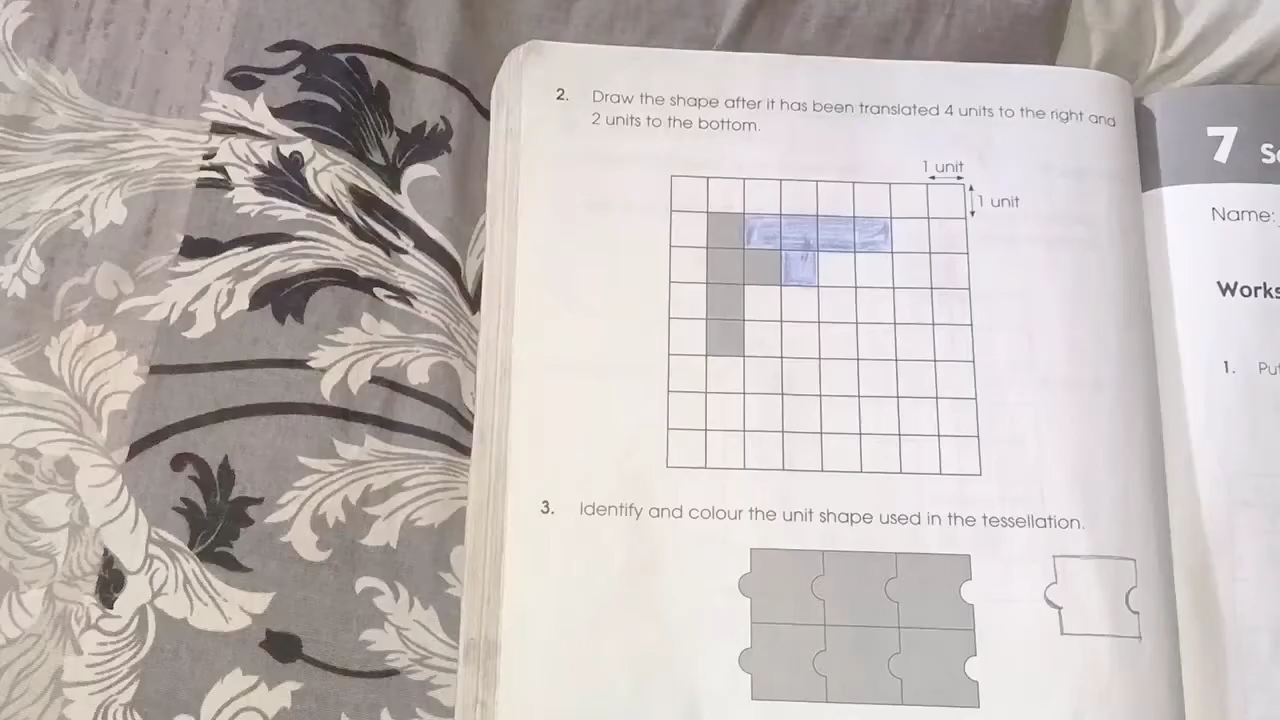 2. Draw the shape after it has been translated 4 units to the right and
2 units to the bottom.
1 unit
1 unit
3. Identify and colour the unit shape used in the tessellation.
7
Name:
1.